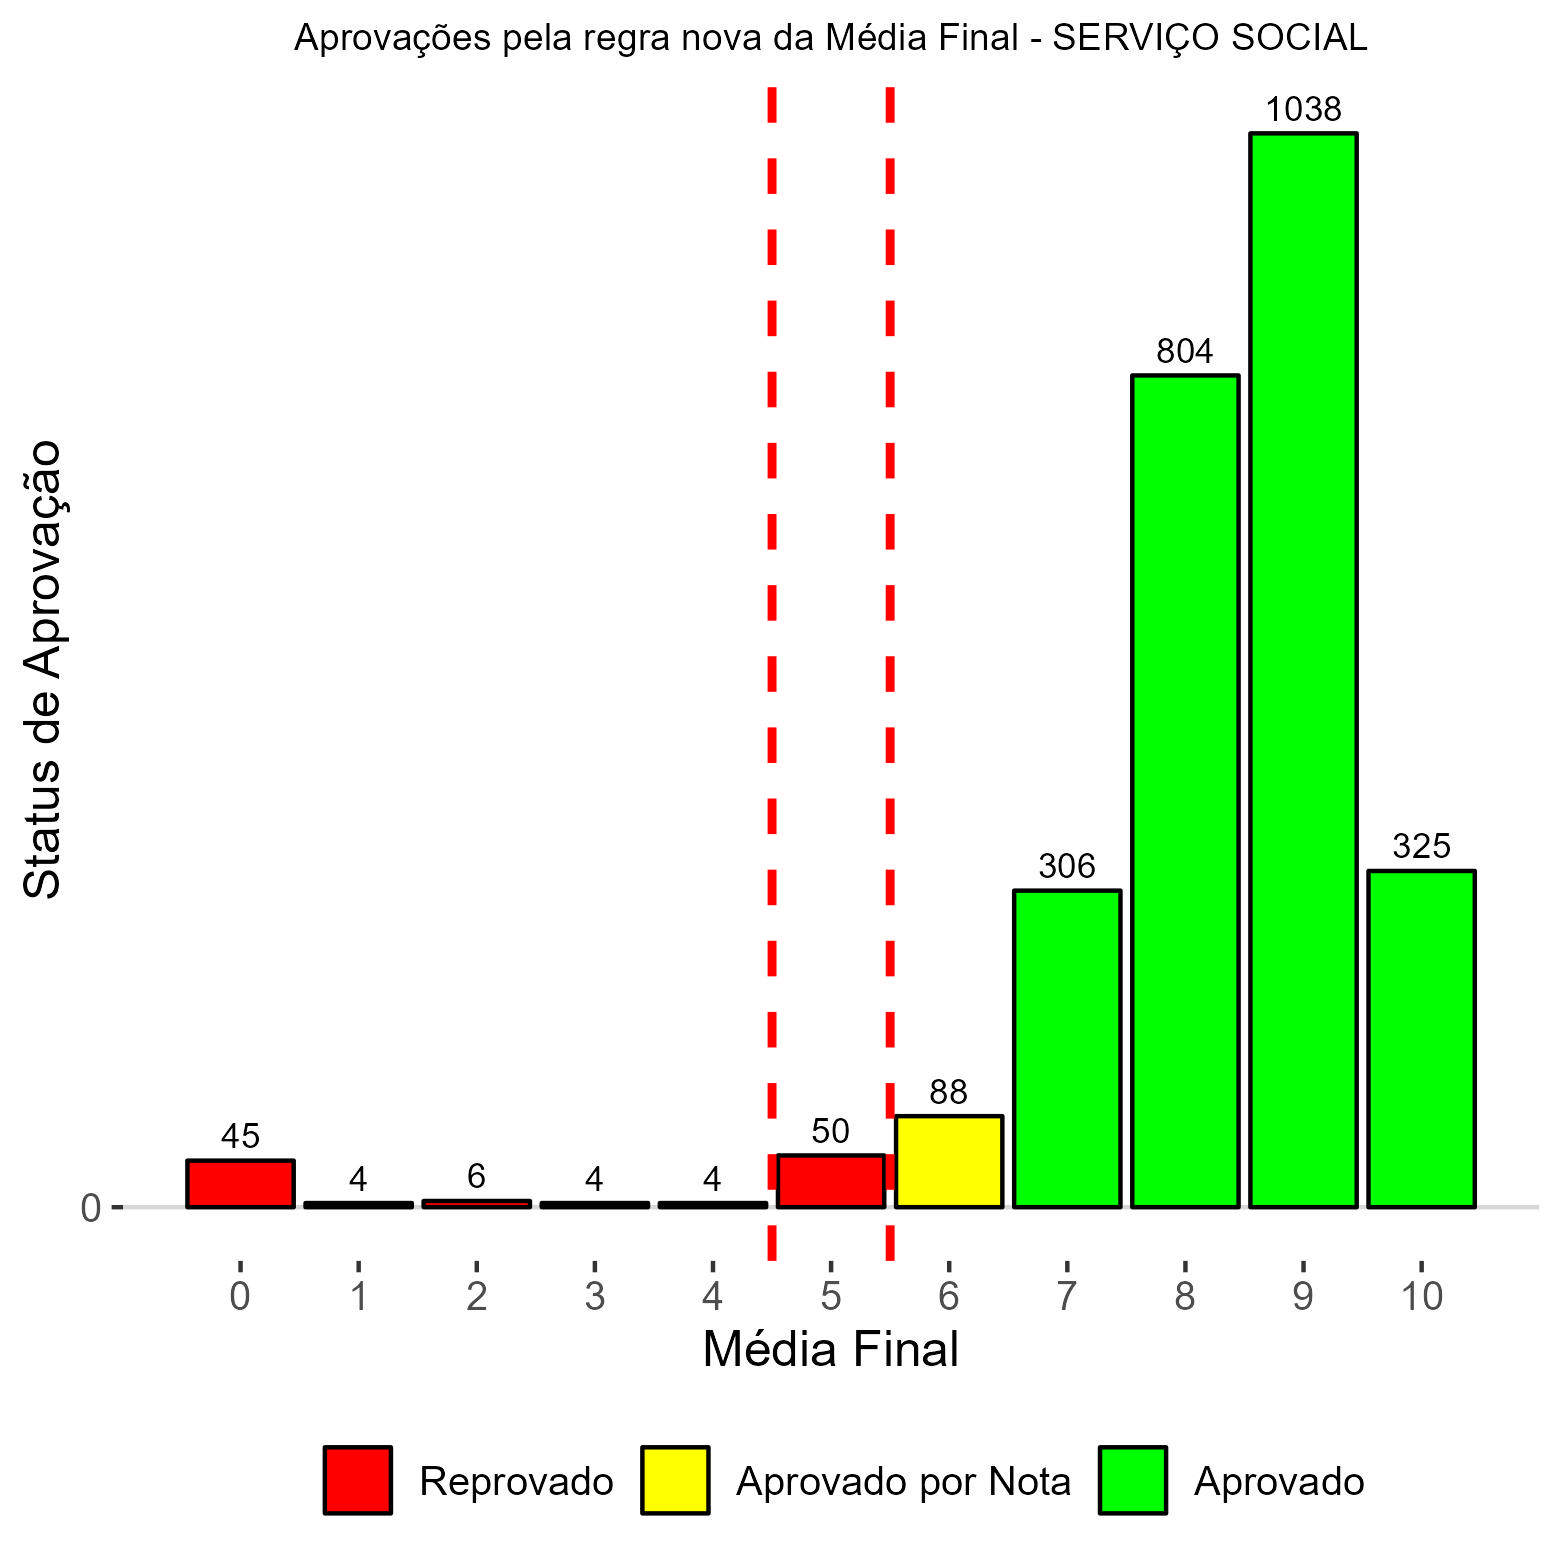 Aprovações pela regra nova da Média Final - SERVIÇO SOCIAL
1038
804
325
306
88
50
45
4
6
4
4
Status de Aprovação
0
0 1 2 3 4 5 6 7 8 9 10
Média Final
Reprovado Aprovado por Nota Aprovado